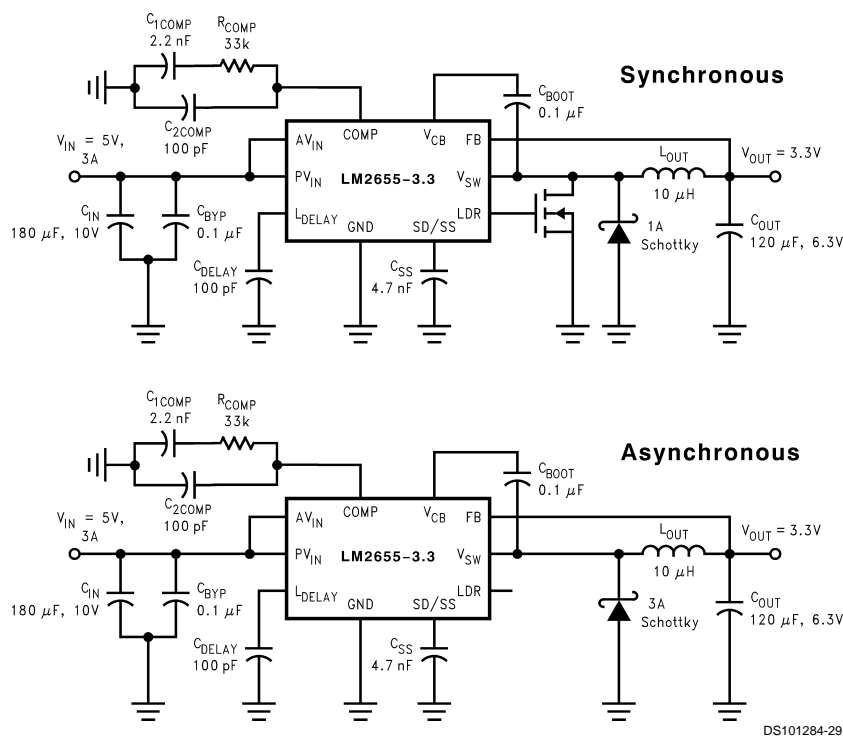 C1COMP
2.2 nF
RCOMP
33k
C2COMP
100 pF
Synchronous
CBOOT
0.1 μF
VIN = 5V,
3A
COMP
VCB
FB
AVIN
PVIN
LM2655-3.3
VSW
LDELAY
LDR
GND
SD/SS
LOUT
10 μH
VOUT = 3.3V
CIN
180 μF, 10V
CBYP
0.1 μF
CDELAY
100 pF
CSS
4.7 nF
1A
Schottky
COUT
120 μF, 6.3V
C1COMP
2.2 nF
RCOMP
33k
C2COMP
100 pF
Asynchronous
CBOOT
0.1 μF
VIN = 5V,
3A
COMP
VCB
FB
AVIN
PVIN
LM2655-3.3
VSW
LDELAY
LDR
GND
SD/SS
LOUT
10 μH
VOUT = 3.3V
CIN
180 μF, 10V
CBYP
0.1 μF
CDELAY
100 pF
CSS
4.7 nF
3A
Schottky
COUT
120 μF, 6.3V
DS101284-29